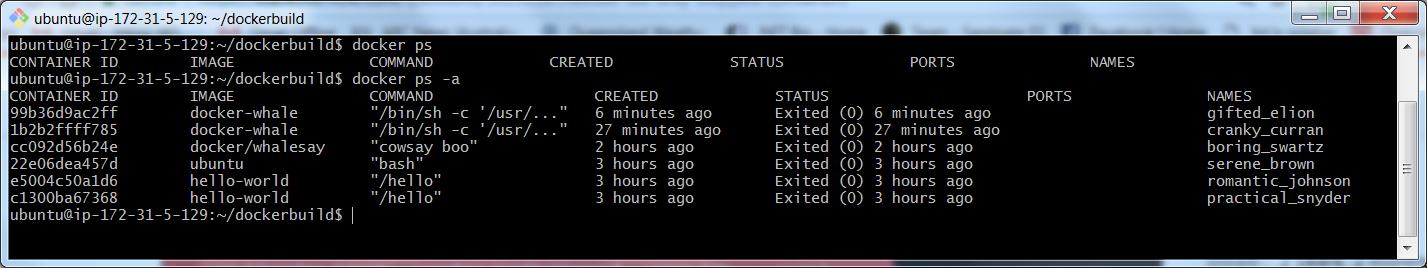 ubuntu@ip-172-31-5-129: ~/dockerbuild
ubuntu@ip-172-31-5-129:~/dockerbuild$ docker ps
CONTAINER ID IMAGE COMMAND CREATED STATUS PORTS NAMES
ubuntu@ip-172-31-5-129:~/dockerbuild$ docker ps -a
CONTAINER ID IMAGE COMMAND CREATED STATUS PORTS NAMES
99b36d9ac2ff docker-whale "/bin/sh -c '/usr/..." 6 minutes ago Exited (0) 6 minutes ago gifted_elion
1b2b2ffff785 docker-whale "/bin/sh -c '/usr/..." 27 minutes ago Exited (0) 27 minutes ago cranky_curran
cc092d56b24e docker/whalesay "cowsay boo" 2 hours ago Exited (0) 2 hours ago boring_swartz
22e06dea457d ubuntu "bash" 3 hours ago Exited (0) 3 hours ago serene_brown
e5004c50a1d6 hello-world "/hello" 3 hours ago Exited (0) 3 hours ago romantic_johnson
c1300ba67368 hello-world "/hello" 3 hours ago Exited (0) 3 hours ago practical_snyder
ubuntu@ip-172-31-5-129:~/dockerbuild$